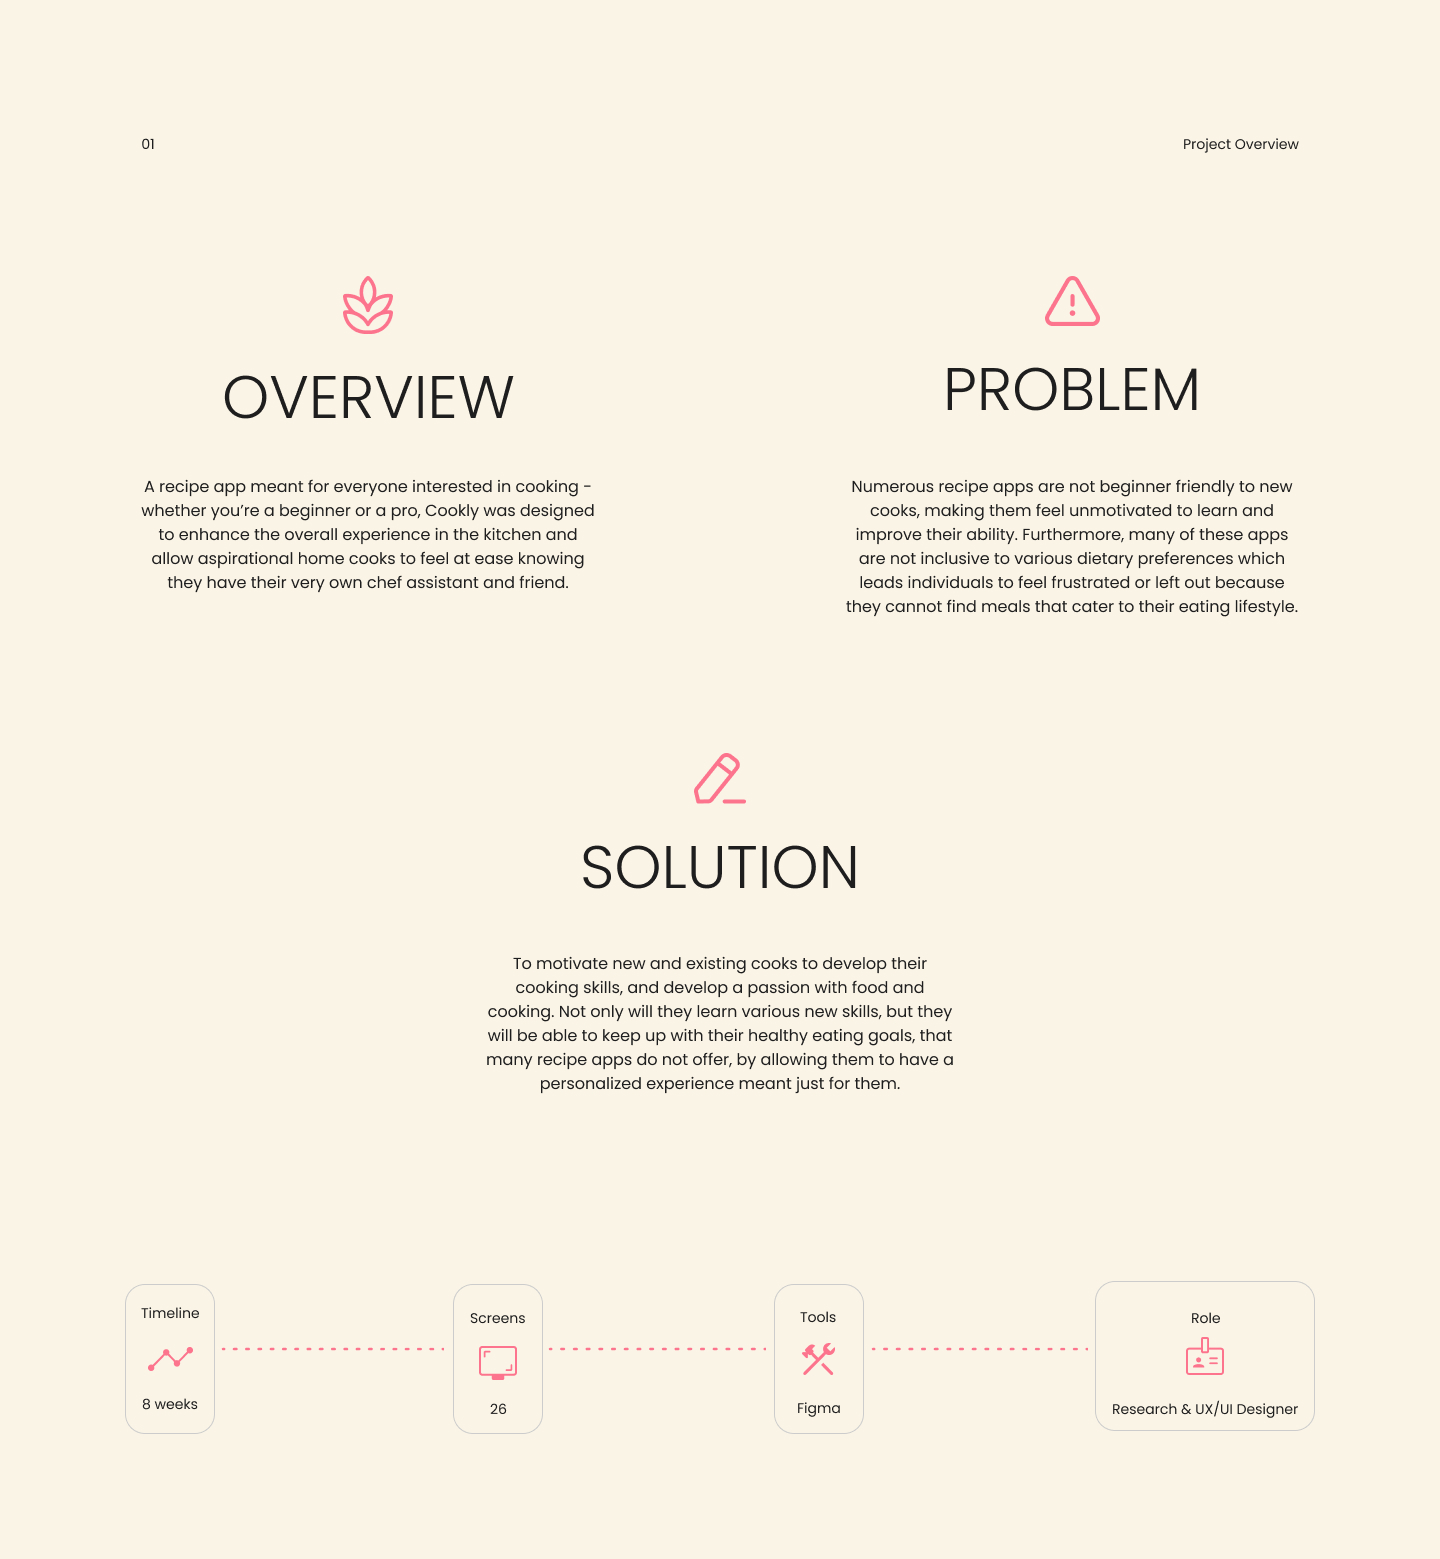 01
Project Overview
OVERVIEW
A recipe app meant for everyone interested in cooking -
whether you’re a beginner or a pro, Cookly was designed
to enhance the overall experience in the kitchen and
allow aspirational home cooks to feel at ease knowing
they have their very own chef assistant and friend.
PROBLEM
Numerous recipe apps are not beginner friendly to new
cooks, making them feel unmotivated to learn and
improve their ability. Furthermore, many of these apps
are not inclusive to various dietary preferences which
leads individuals to feel frustrated or left out because
they cannot find meals that cater to their eating lifestyle.
SOLUTION
To motivate new and existing cooks to develop their
cooking skills, and develop a passion with food and
cooking. Not only will they learn various new skills, but they
will be able to keep up with their healthy eating goals, that
many recipe apps do not offer, by allowing them to have a
personalized experience meant just for them.
Timeline
8 weeks
Screens
26
Tools
Figma
Role
Research & UX/UI Designer